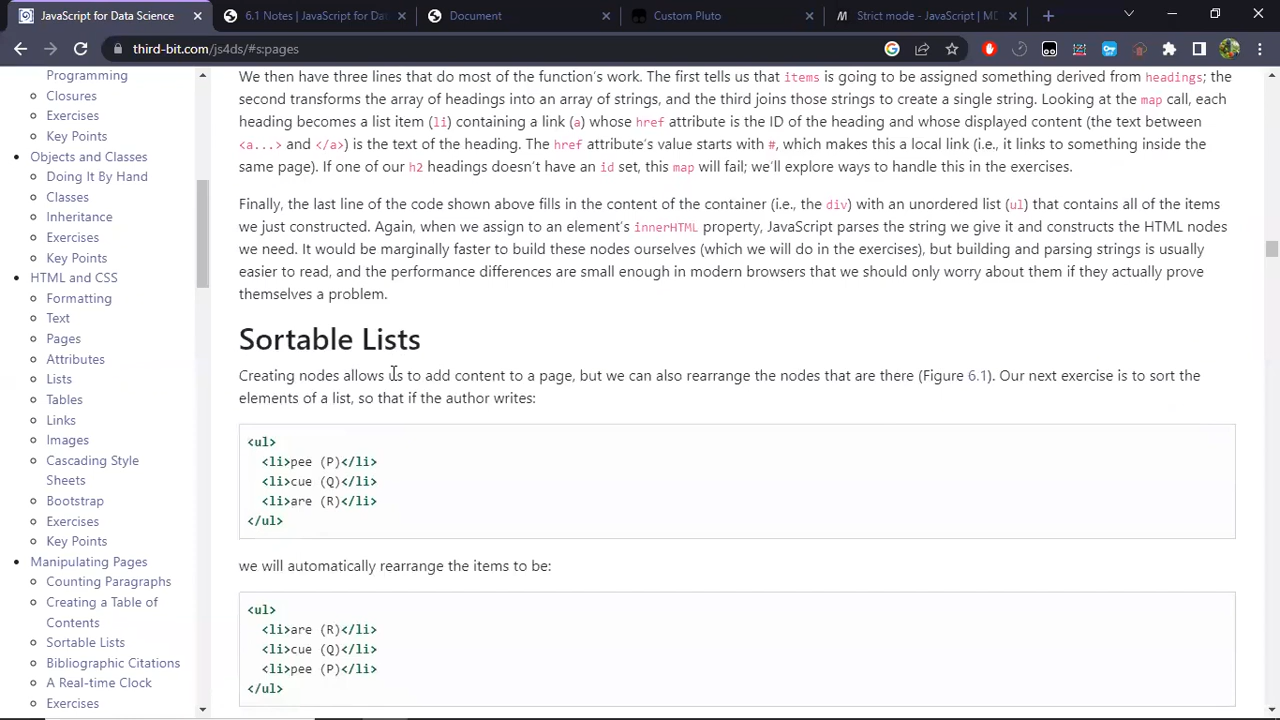 JavaScript for Data Science
6.1 Notes | JavaScript for Dat
Document
Custom Pluto
Strict mode - JavaScript | MD
third-bit.com/js4ds/#s:pages
Programming
Closures
Exercises
Key Points
Objects and Classes
Doing It By Hand
Classes
Inheritance
Exercises
Key Points
HTML and CSS
Formatting
Text
Pages
Attributes
Lists
Tables
Links
Images
Cascading Style
Sheets
Bootstrap
Exercises
Key Points
Manipulating Pages
Counting Paragraphs
Creating a Table of
Contents
Sortable Lists
Bibliographic Citations
A Real-time Clock
Exercises
We then have three lines that do most of the function's work. The first tells us that items is going to be assigned something derived from headings; the
second transforms the array of headings into an array of strings, and the third joins those strings to create a single string. Looking at the map call, each
heading becomes a list item (li) containing a link (a) whose href attribute is the ID of the heading and whose displayed content (the text between
<a...> and </a>) is the text of the heading. The href attribute's value starts with #, which makes this a local link (i.e., it links to something inside the
same page). If one of our h2 headings doesn't have an id set, this map will fail; we'll explore ways to handle this in the exercises.
Finally, the last line of the code shown above fills in the content of the container (i.e., the div) with an unordered list (ul) that contains all of the items
we just constructed. Again, when we assign to an element's innerHTML property, JavaScript parses the string we give it and constructs the HTML nodes
we need. It would be marginally faster to build these nodes ourselves (which we will do in the exercises), but building and parsing strings is usually
easier to read, and the performance differences are small enough in modern browsers that we should only worry about them if they actually prove
themselves a problem.
Sortable Lists
Creating nodes allows us to add content to a page, but we can also rearrange the nodes that are there (Figure 6.1). Our next exercise is to sort the
elements of a list, so that if the author writes:
<ul>
<li>pee (P)</li>
<li>cue (Q)</li>
<li>are (R)</li>
</ul>
we will automatically rearrange the items to be:
<ul>
<li>are (R)</li>
<li>cue (Q)</li>
<li>pee (P)</li>
</ul>